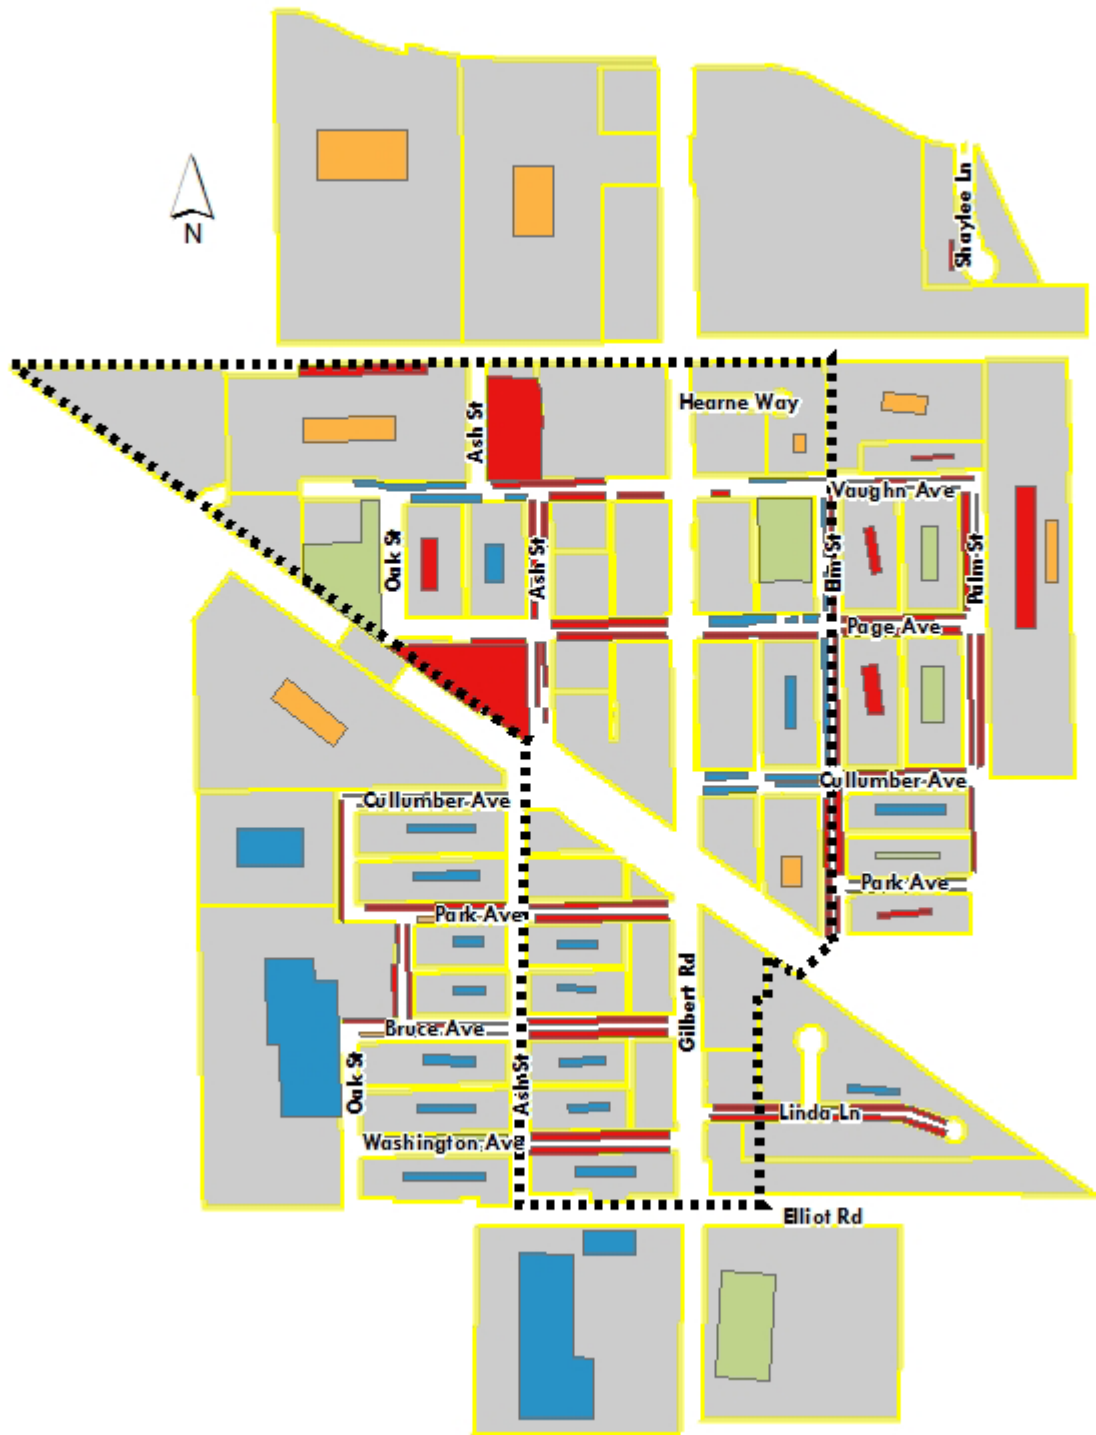 Shaylee Ln
N
Hearne Way
Ash St
Vaughn Ave
Oak St
Ash St
Elm St
Palm St
Page Ave
Cullumber Ave
Cullumber Ave
Park Ave
Park Ave
Gilbert Rd
Bruce Ave
Oak St
Ash St
Linda Ln
Washington Ave
Elliot Rd